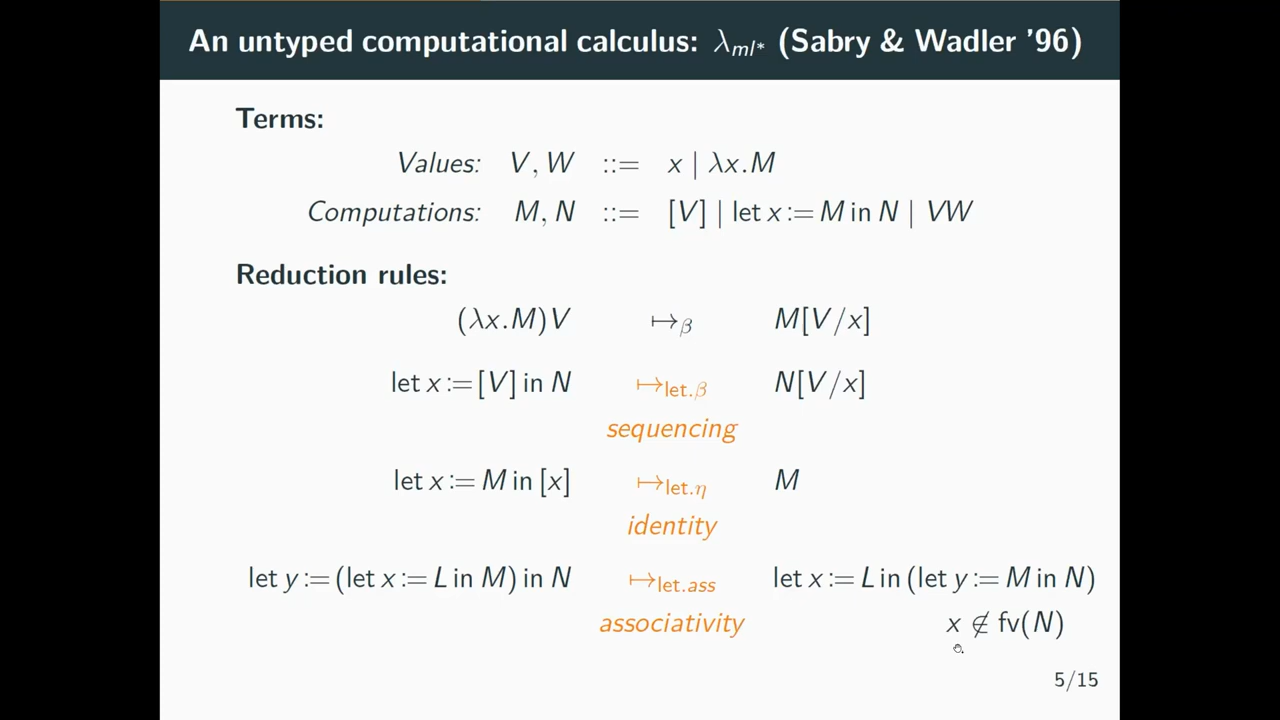 An untyped computational calculus: λml* (Sabry & Wadler '96)
Terms:
Values: V, W ::= x | λx.M
Computations: M, N ::= [V] | let x := M in N | VW
Reduction rules:
(λx.M)V ↦β M[V/x]
let x := [V] in N ↦let.β N[V/x]
sequencing
let x := M in [x] ↦let.η M
identity
let y := (let x := L in M) in N ↦let.ass let x := L in (let y := M in N)
associativity x ∉ fv(N)
5/15